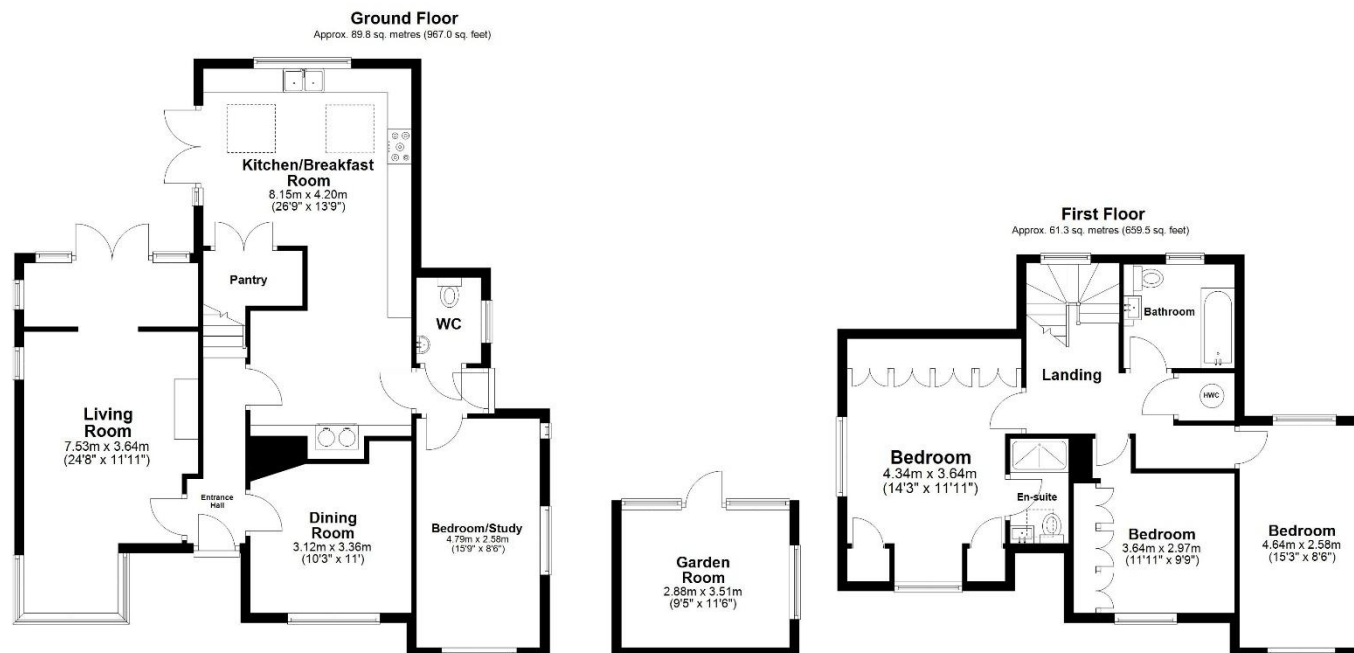 Ground Floor
Approx. 89.8 sq. metres (967.0 sq. feet)
Kitchen/Breakfast
Room
8.15m x 4.20m
(26'9" x 13'9")
Pantry
WC
Living
Room
7.53m x 3.64m
(24'8" x 11'11")
Entrance
Hall
Dining
Room
3.12m x 3.36m
(10'3" x 11')
Bedroom/Study
4.79m x 2.58m
(15'9" x 8'6")
Garden
Room
2.88m x 3.51m
(9'5" x 11'6")
First Floor
Approx. 61.3 sq. metres (659.5 sq. feet)
Bathroom
Landing
HWC
Bedroom
4.34m x 3.64m
(14'3" x 11'11")
En-suite
Bedroom
3.64m x 2.97m
(11'11" x 9'9")
Bedroom
4.64m x 2.58m
(15'3" x 8'6")